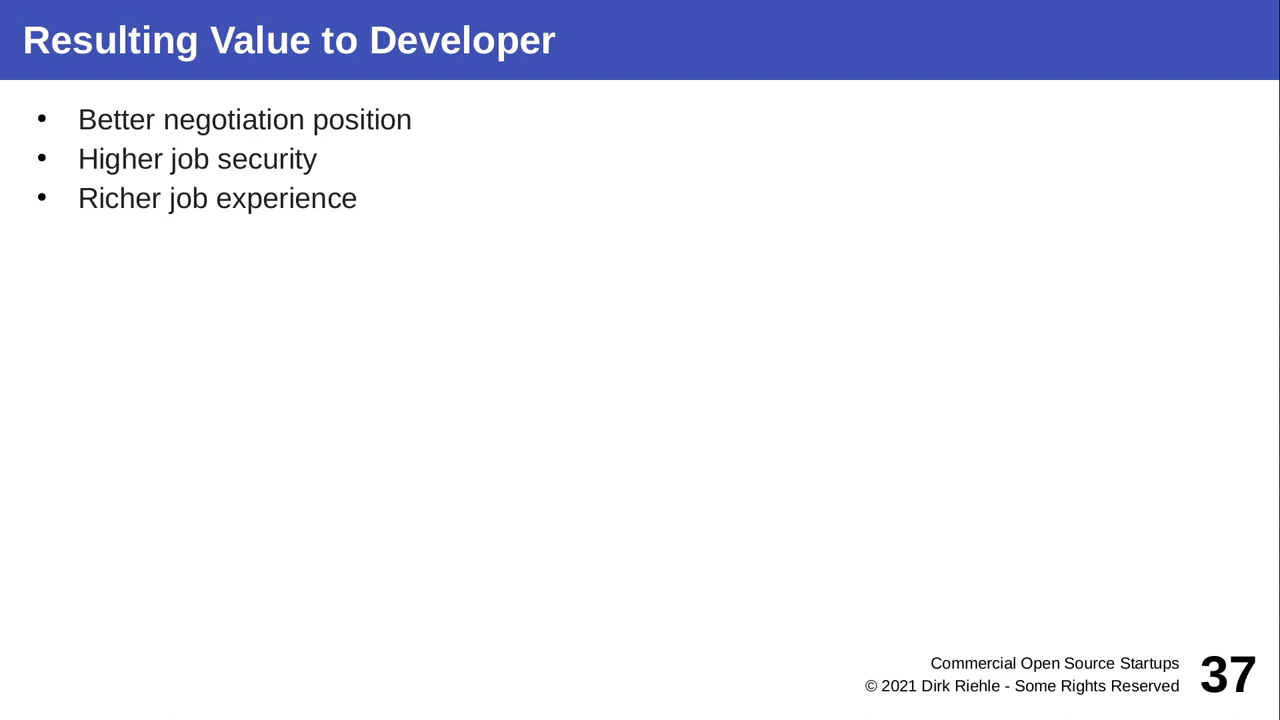 Resulting Value to Developer
• Better negotiation position
• Higher job security
• Richer job experience
Commercial Open Source Startups
© 2021 Dirk Riehle - Some Rights Reserved
37